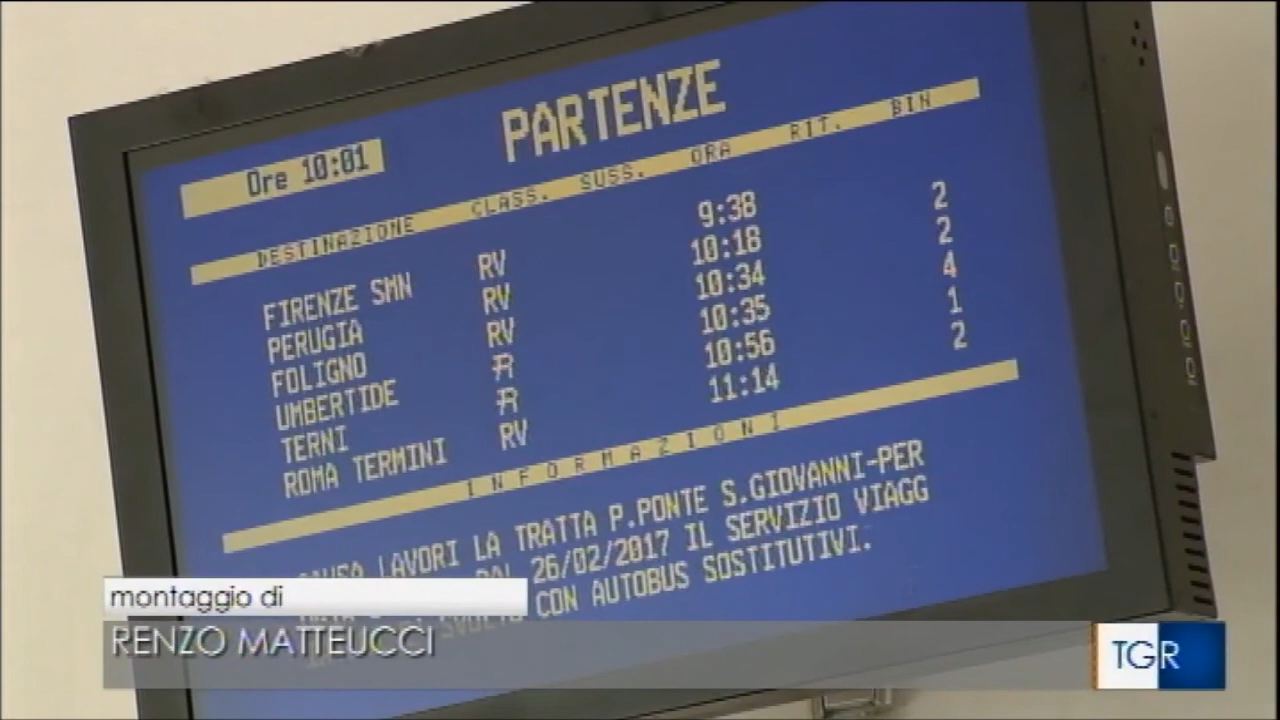 PARTENZE
Ore 10:01
DESTINAZIONE CLASS. SUSS. ORA RIT. BIN
FIRENZE SMN RV 9:38
PERUGIA RV 10:18 2
FOLIGNO RV 10:34 2
UMBERTIDE R 10:35 4
TERNI R 10:56 1
ROMA TERMINI RV 11:14 2
INFORMAZIONI
LAVORI LA TRATTA P.PONTE S.GIOVANNI-PER
26/02/2017 IL SERVIZIO VIAGG
CON AUTOBUS SOSTITUTIVI.
montaggio di
RENZO MATTEUCCI
TGR